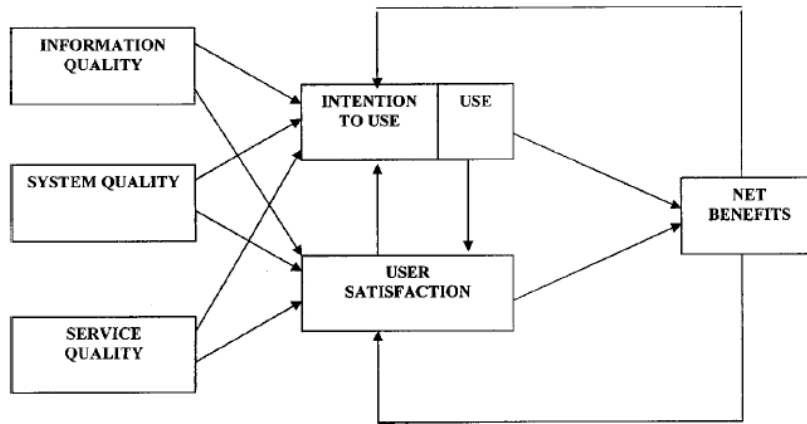 INFORMATION
QUALITY
INTENTION
TO USE
USE
SYSTEM QUALITY
NET
BENEFITS
USER
SATISFACTION
SERVICE
QUALITY